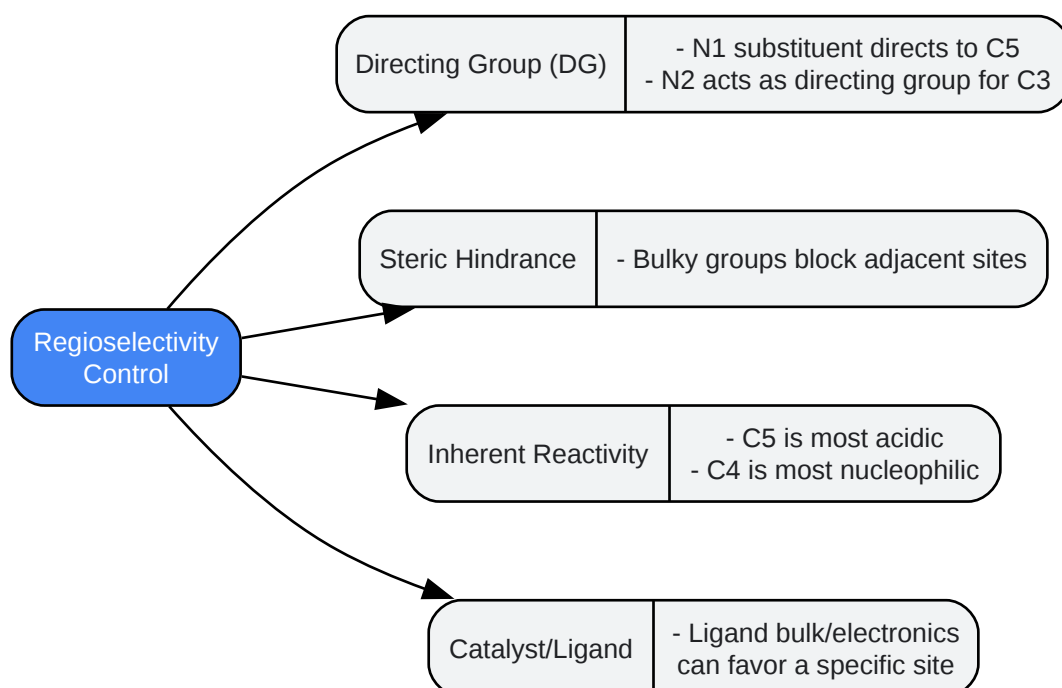 Directing Group (DG)
- N1 substituent directs to C5
- N2 acts as directing group for C3
Steric Hindrance
- Bulky groups block adjacent sites
Regioselectivity
Control
Inherent Reactivity
- C5 is most acidic
- C4 is most nucleophilic
Catalyst/Ligand
- Ligand bulk/electronics
can favor a specific site